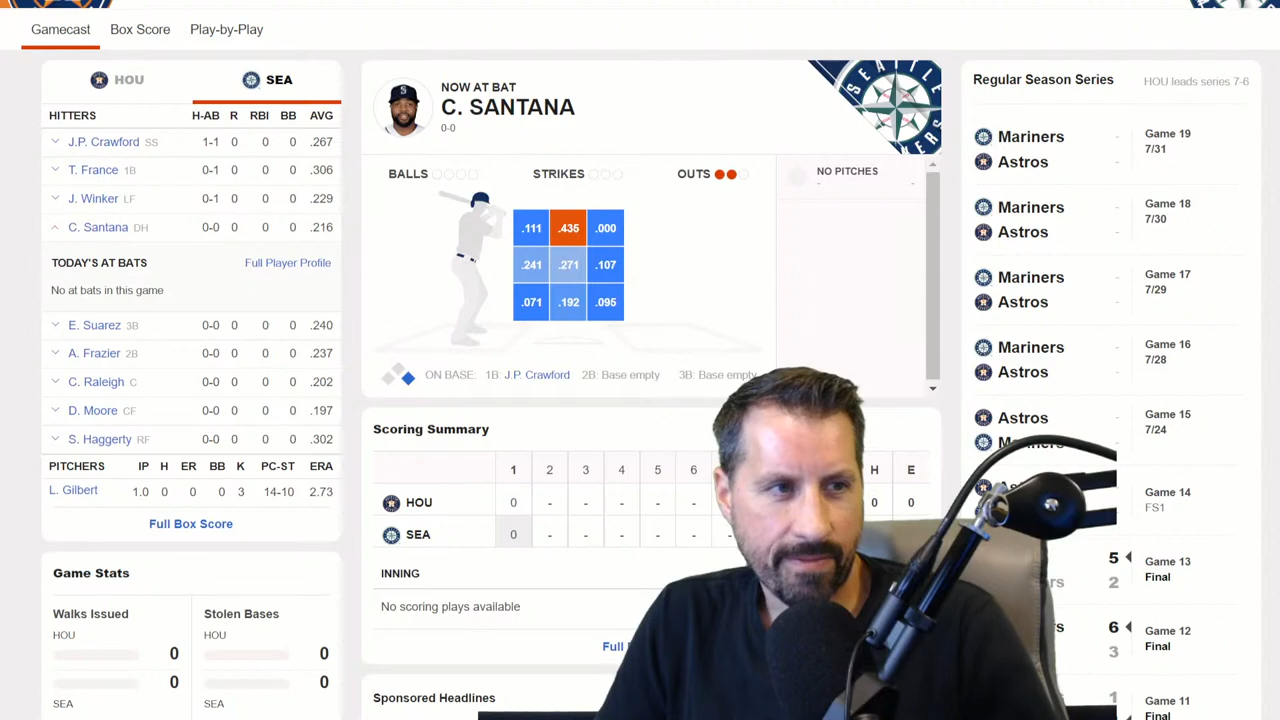 Gamecast Box Score Play-by-Play
HOU SEA
HITTERS H-AB R RBI BB AVG
J.P. Crawford SS 1-1 0 0 0 .267
T. France 1B 0-1 0 0 0 .306
J. Winker LF 0-1 0 0 0 .229
C. Santana DH 0-0 0 0 0 .216
TODAY'S AT BATS Full Player Profile
No at bats in this game
E. Suarez 3B 0-0 0 0 0 .240
A. Frazier 2B 0-0 0 0 0 .237
C. Raleigh C 0-0 0 0 0 .202
D. Moore CF 0-0 0 0 0 .197
S. Haggerty RF 0-0 0 0 0 .302
PITCHERS IP H ER BB K PC-ST ERA
L. Gilbert 1.0 0 0 0 3 14-10 2.73
Full Box Score
Game Stats
Walks Issued Stolen Bases
HOU HOU
0 0
0 0
SEA SEA
NOW AT BAT
C. SANTANA
0-0
SEATTLE
BALLS STRIKES OUTS
.111 .435 .000
.241 .271 .107
.071 .192 .095
ON BASE: 1B: J.P. Crawford 2B: Base empty 3B: Base empty
NO PITCHES
- -
Scoring Summary
1 2 3 4 5 6 H E
HOU 0 - - - - - 0 0
SEA 0 - - - - - -
INNING
No scoring plays available
Full
Sponsored Headlines
Regular Season Series HOU leads series 7-6
Mariners - Game 19
Astros - 7/31
Mariners - Game 18
Astros - 7/30
Mariners - Game 17
Astros - 7/29
Mariners - Game 16
Astros - 7/28
Astros - Game 15
Mariners 7/24
Game 14
FS1
5 Game 13
rs 2 Final
s 6 Game 12
3 Final
1 Game 11
Final